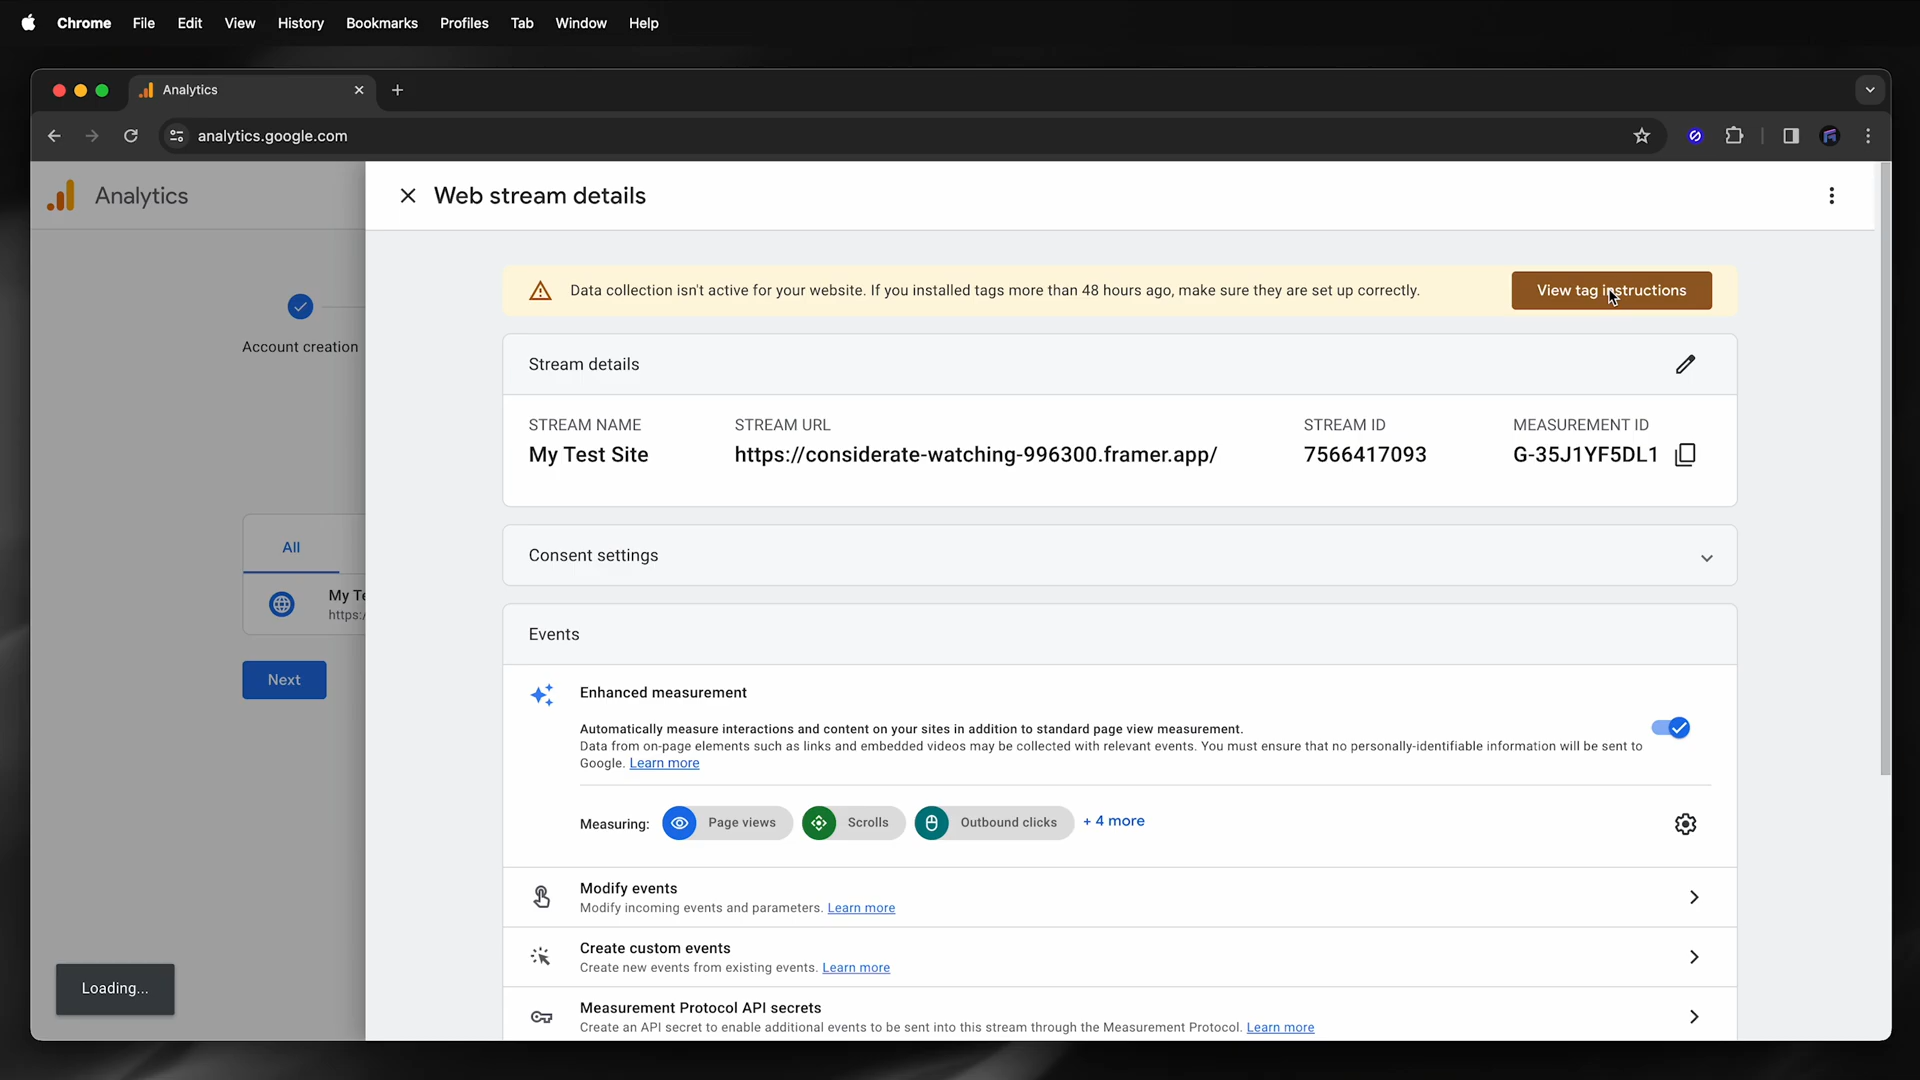 Chrome File Edit View History Bookmarks Profiles Tab Window Help
Analytics
analytics.google.com
Analytics
Web stream details
Data collection isn't active for your website. If you installed tags more than 48 hours ago, make sure they are set up correctly.
View tag instructions
Account creation
Stream details
STREAM NAME STREAM URL STREAM ID MEASUREMENT ID
My Test Site https://considerate-watching-996300.framer.app/ 7566417093 G-35J1YF5DL1
All
Consent settings
My Te
https:/
Events
Next
Enhanced measurement
Automatically measure interactions and content on your sites in addition to standard page view measurement.
Data from on-page elements such as links and embedded videos may be collected with relevant events. You must ensure that no personally-identifiable information will be sent to
Google. Learn more
Measuring: Page views Scrolls Outbound clicks + 4 more
Modify events
Modify incoming events and parameters. Learn more
Create custom events
Create new events from existing events. Learn more
Loading...
Measurement Protocol API secrets
Create an API secret to enable additional events to be sent into this stream through the Measurement Protocol. Learn more